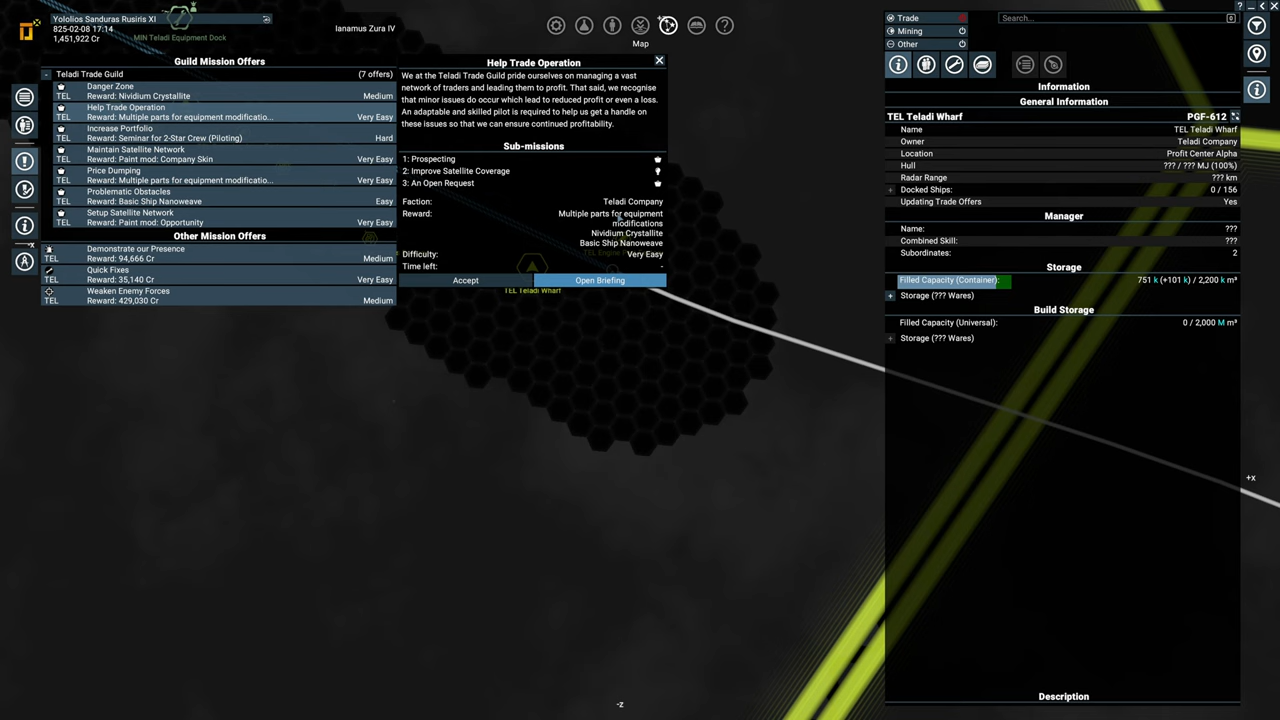 Yololios Sanduras Rusiris XI
825-02-08 17:14
1,451,922 Cr
MIN Teladi Equipment Dock
Ianamus Zura IV
Map
Guild Mission Offers
- Teladi Trade Guild (7 offers)
Danger Zone
TEL Reward: Nividium Crystallite Medium
Help Trade Operation
TEL Reward: Multiple parts for equipment modificatio... Very Easy
Increase Portfolio
TEL Reward: Seminar for 2-Star Crew (Piloting) Hard
Maintain Satellite Network
TEL Reward: Paint mod: Company Skin Very Easy
Price Dumping
TEL Reward: Multiple parts for equipment modificatio... Very Easy
Problematic Obstacles
TEL Reward: Basic Ship Nanoweave Easy
Setup Satellite Network
TEL Reward: Paint mod: Opportunity Very Easy
Other Mission Offers
Demonstrate our Presence
TEL Reward: 94,666 Cr Medium
Quick Fixes
TEL Reward: 35,140 Cr Very Easy
Weaken Enemy Forces
TEL Reward: 429,030 Cr Medium
Help Trade Operation
We at the Teladi Trade Guild pride ourselves on managing a vast
network of traders and leading them to profit. That said, we recognise
that minor issues do occur which lead to reduced profit or even a loss.
An adaptable and skilled pilot is required to help us get a handle on
these issues so that we can ensure continued profitability.
Sub-missions
1: Prospecting
2: Improve Satellite Coverage
3: An Open Request
Faction: Teladi Company
Reward: Multiple parts for equipment
modifications
Nividium Crystallite
Basic Ship Nanoweave
Difficulty: Very Easy
Time left: -
Accept Open Briefing
TEL Teladi Wharf
-z
Trade
Mining
Other
Search...
Information
General Information
TEL Teladi Wharf PGF-612
Name TEL Teladi Wharf
Owner Teladi Company
Location Profit Center Alpha
Hull ??? / ??? MJ (100%)
Radar Range ??? km
+ Docked Ships: 0 / 156
Updating Trade Offers Yes
Manager
Name: ???
Combined Skill: ???
Subordinates: 2
Storage
Filled Capacity (Container): 751 k (+101 k) / 2,200 k m³
+ Storage (??? Wares)
Build Storage
Filled Capacity (Universal): 0 / 2,000 M m³
+ Storage (??? Wares)
Description
-x
+x